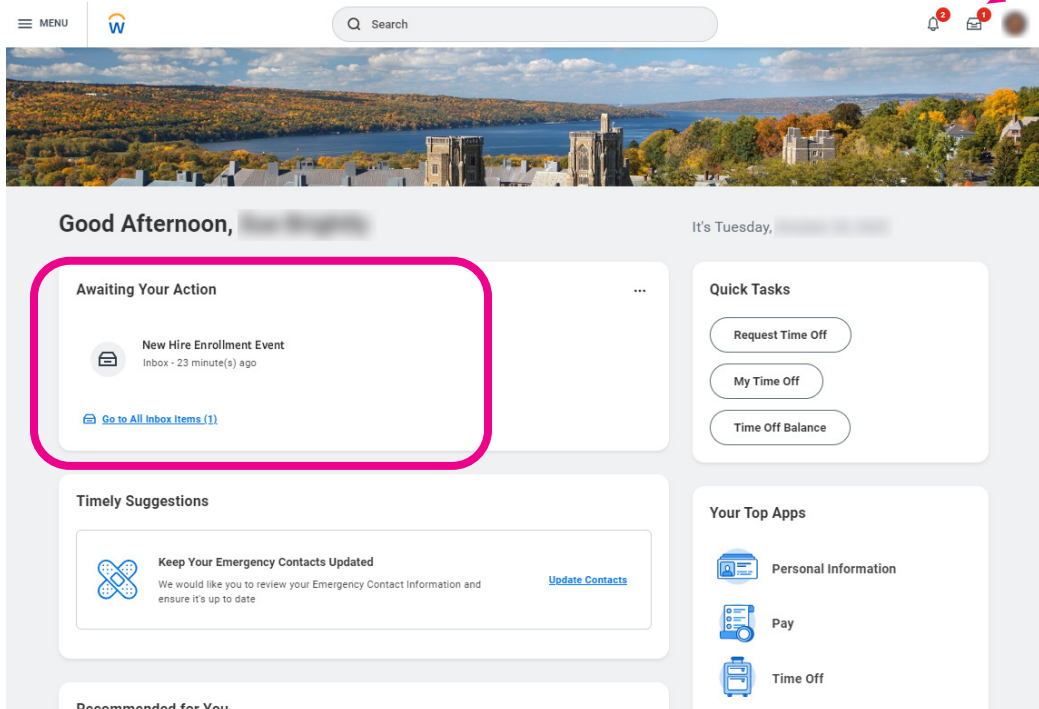 MENU
W
Search
2
1
Good Afternoon,
It's Tuesday,
Awaiting Your Action
New Hire Enrollment Event
Inbox - 23 minute(s) ago
Go to All Inbox Items (1)
Quick Tasks
Request Time Off
My Time Off
Time Off Balance
Timely Suggestions
Keep Your Emergency Contacts Updated
We would like you to review your Emergency Contact Information and
ensure it's up to date
Update Contacts
Your Top Apps
Personal Information
Pay
Time Off
Recommended for You